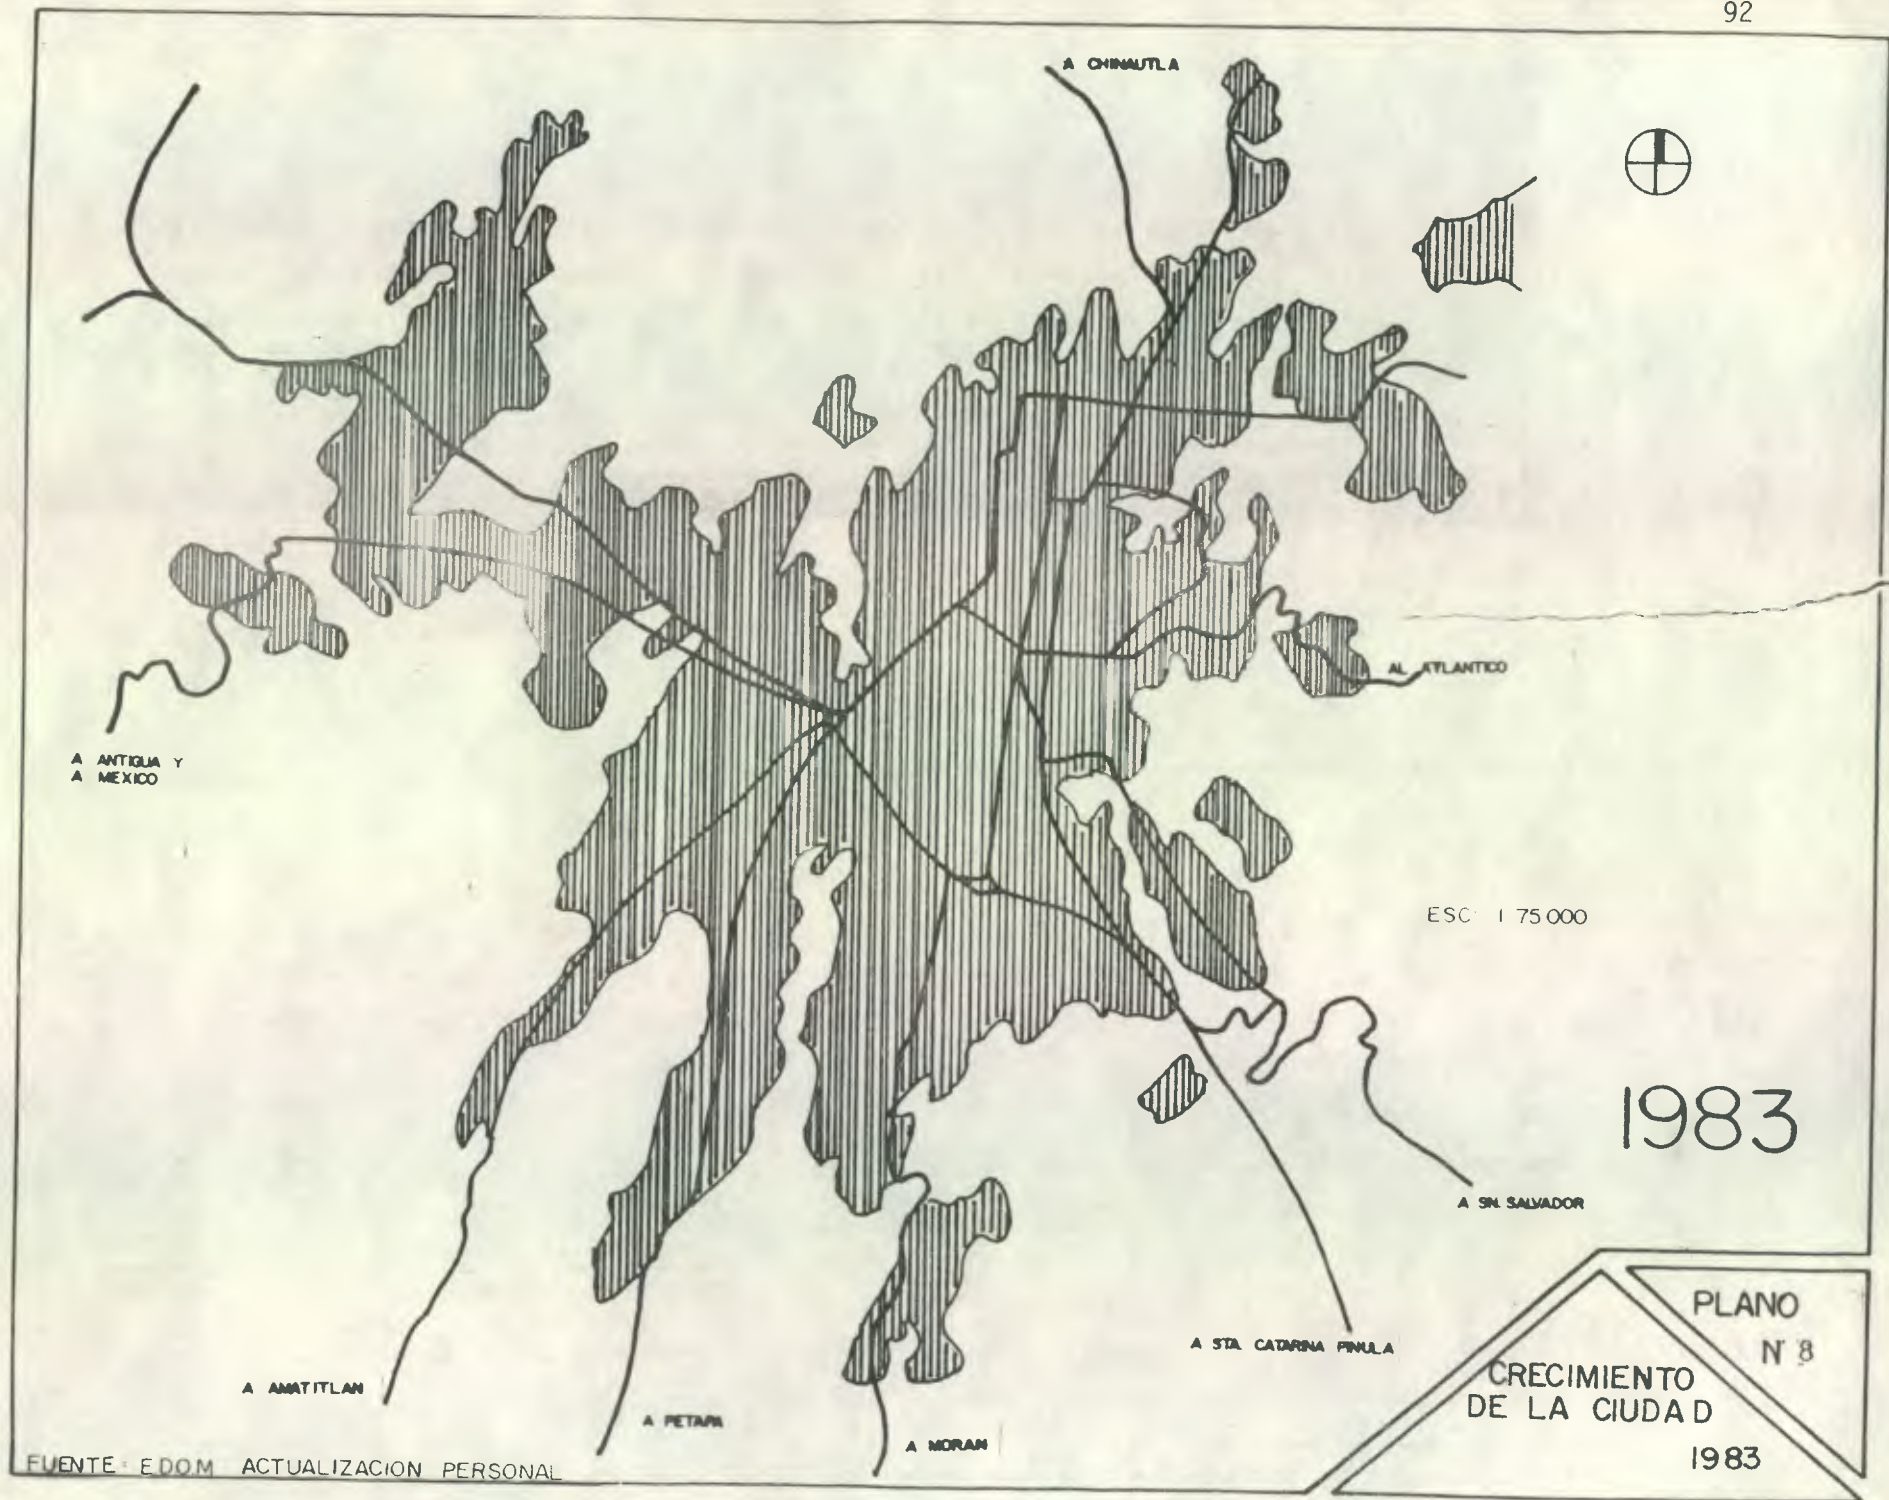 92
A CHINAUTLA
AL ATLANTICO
A ANTIGUA Y
A MEXICO
ESC 1 75 000
1983
A SN. SALVADOR
A STA. CATARINA PINULA
A AMATITLAN
A PETAPA
A MORAN
PLANO
N 8
CRECIMIENTO
DE LA CIUDAD
1983
FUENTE: E.D.O.M. ACTUALIZACION PERSONAL